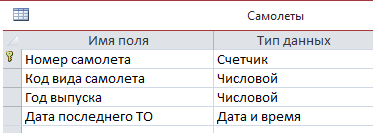 Самолеты
Имя поля Тип данных
Номер самолета Счетчик
Код вида самолета Числовой
Год выпуска Числовой
Дата последнего ТО Дата и время